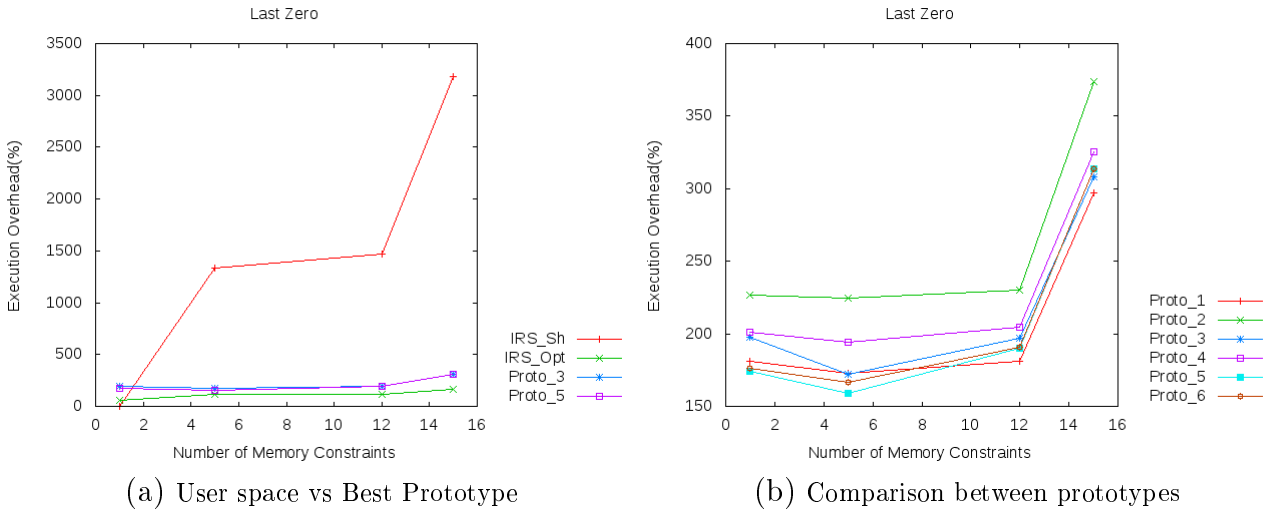 Last Zero
3500
3000
2500
2000
1500
1000
500
0
0 2 4 6 8 10 12 14 16
Execution Overhead(%)
Number of Memory Constraints
IRS_Sh
IRS_Opt
Proto_3
Proto_5
(a) User space vs Best Prototype
Last Zero
400
350
300
250
200
150
0 2 4 6 8 10 12 14 16
Execution Overhead(%)
Number of Memory Constraints
Proto_1
Proto_2
Proto_3
Proto_4
Proto_5
Proto_6
(b) Comparison between prototypes